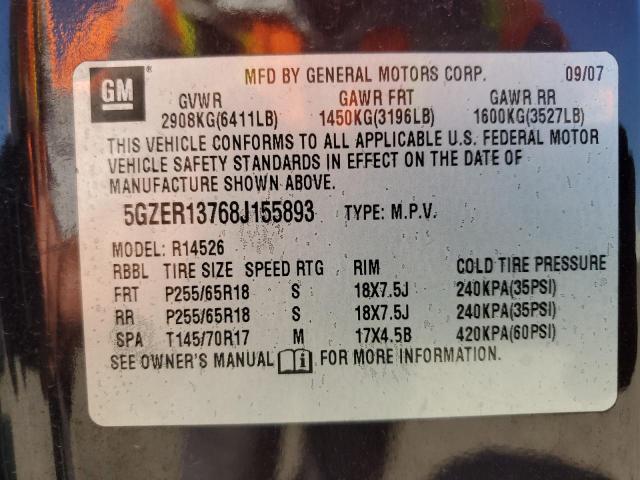 GM ® MFD BY GENERAL MOTORS CORP. 09/07
GVWR GAWR FRT GAWR RR
2908KG(6411LB) 1450KG(3196LB) 1600KG(3527LB)
THIS VEHICLE CONFORMS TO ALL APPLICABLE U.S. FEDERAL MOTOR
VEHICLE SAFETY STANDARDS IN EFFECT ON THE DATE OF
MANUFACTURE SHOWN ABOVE.
5GZER13768J155893 TYPE: M.P.V.
MODEL: R14526
RBBL TIRE SIZE SPEED RTG RIM COLD TIRE PRESSURE
FRT P255/65R18 S 18X7.5J 240KPA(35PSI)
RR P255/65R18 S 18X7.5J 240KPA(35PSI)
SPA T145/70R17 M 17X4.5B 420KPA(60PSI)
SEE OWNER'S MANUAL i FOR MORE INFORMATION.